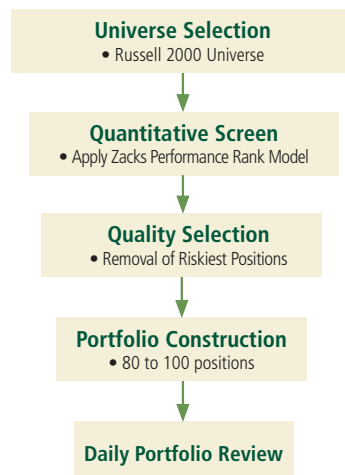 Universe Selection
• Russell 2000 Universe
Quantitative Screen
• Apply Zacks Performance Rank Model
Quality Selection
• Removal of Riskiest Positions
Portfolio Construction
• 80 to 100 positions
Daily Portfolio Review